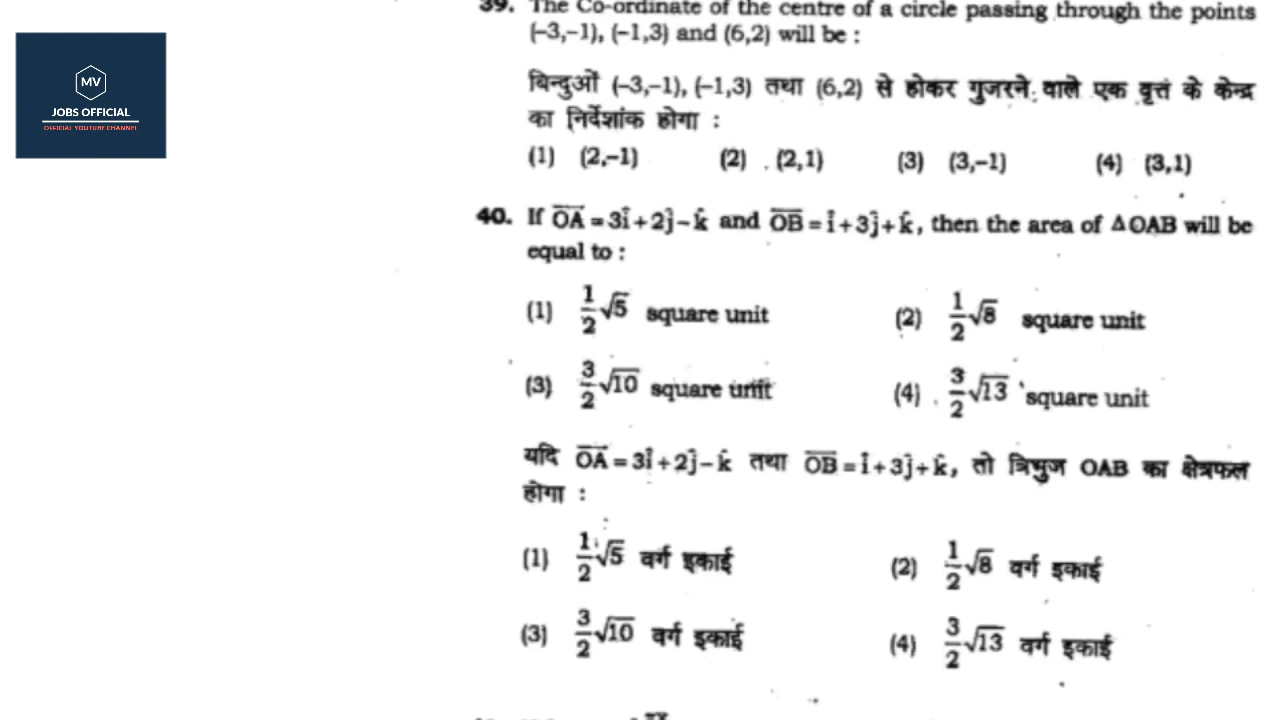 MV
JOBS OFFICIAL
OFFICIAL YOUTUBE CHANNEL
39. The Co-ordinate of the centre of a circle passing through the points
(–3,–1), (–1,3) and (6,2) will be :
बिन्दुओं (–3,–1), (–1,3) तथा (6,2) से होकर गुजरने वाले एक वृत्त के केन्द्र
का निर्देशांक होगा :
(1) (2,–1) (2) (2,1) (3) (3,–1) (4) (3,1)
40. If O͞A = 3î + 2ĵ – k̂ and O͞B = î + 3ĵ + k̂, then the area of ΔOAB will be
equal to :
(1) 1/2 √5 square unit (2) 1/2 √8 square unit
(3) 3/2 √10 square unit (4) 3/2 √13 square unit
यदि O͞A = 3î + 2ĵ – k̂ तथा O͞B = î + 3ĵ + k̂, तो त्रिभुज OAB का क्षेत्रफल
होगा :
(1) 1/2 √5 वर्ग इकाई (2) 1/2 √8 वर्ग इकाई
(3) 3/2 √10 वर्ग इकाई (4) 3/2 √13 वर्ग इकाई